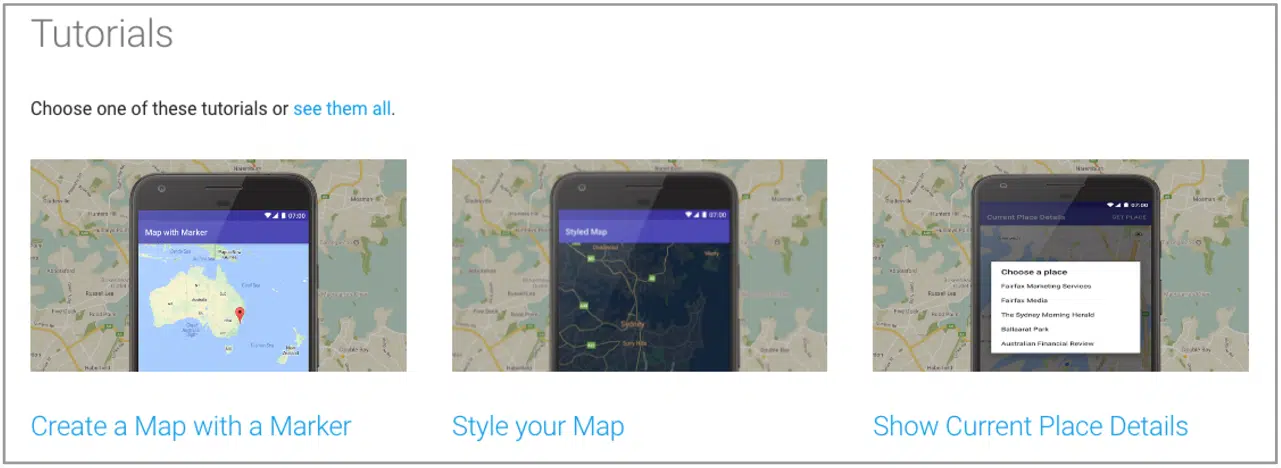 Tutorials
Choose one of these tutorials or see them all.
07:00
Map with Marker
Australia
07:00
Styled Map
Sydney
07:00
Current Place Details GET PLACE
Choose a place
Fairfax Marketing Services
Fairfax Media
The Sydney Morning Herald
Ballaarat Park
Australian Financial Review
Create a Map with a Marker
Style your Map
Show Current Place Details